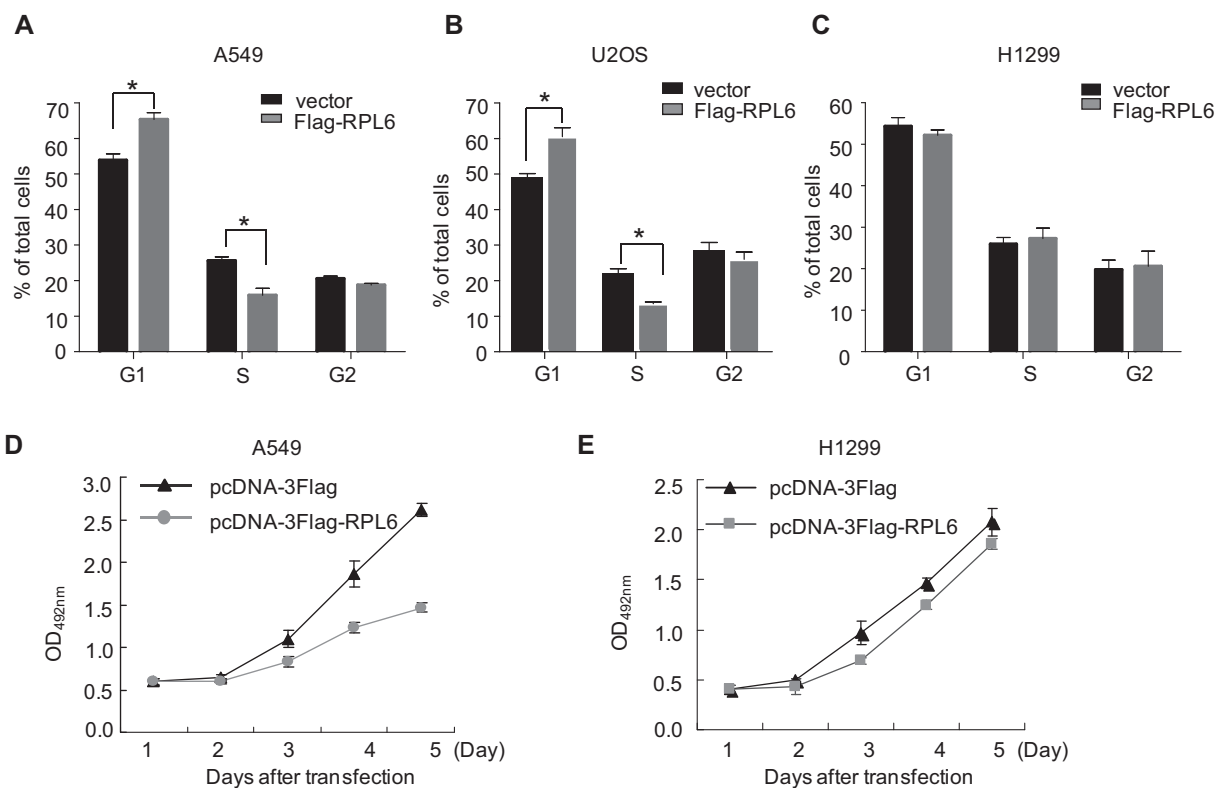 A
A549
vector
Flag-RPL6
*
*
70
60
50
40
30
20
10
0
% of total cells
G1 S G2
B
U2OS
vector
Flag-RPL6
*
*
70
60
50
40
30
20
10
0
% of total cells
G1 S G2
C
H1299
vector
Flag-RPL6
60
50
40
30
20
10
0
% of total cells
G1 S G2
D
A549
pcDNA-3Flag
pcDNA-3Flag-RPL6
3.0
2.5
2.0
1.5
1.0
0.5
0.0
OD492nm
1 2 3 4 5 (Day)
Days after transfection
E
H1299
pcDNA-3Flag
pcDNA-3Flag-RPL6
2.5
2.0
1.5
1.0
0.5
0.0
OD492nm
1 2 3 4 5 (Day)
Days after transfection